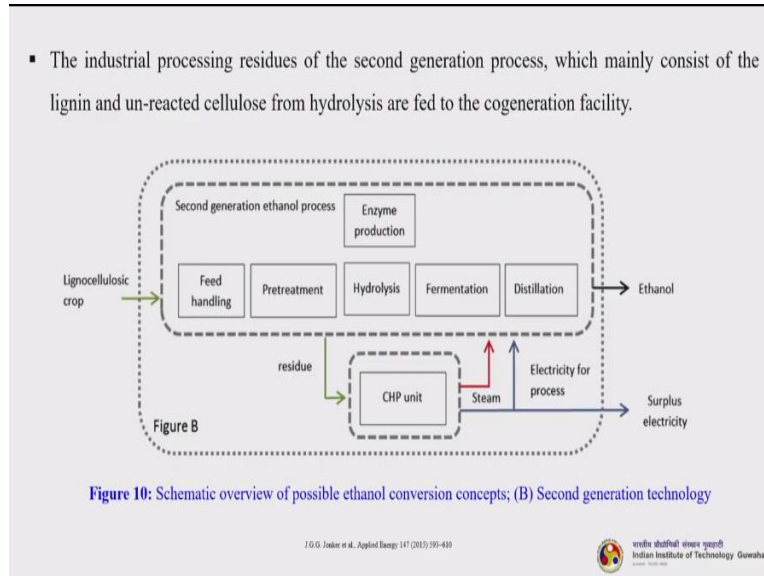 ▪ The industrial processing residues of the second generation process, which mainly consist of the
lignin and un-reacted cellulose from hydrolysis are fed to the cogeneration facility.
Second generation ethanol process
Enzyme
production
Lignocellulosic
crop
Feed
handling
Pretreatment
Hydrolysis
Fermentation
Distillation
Ethanol
residue
CHP unit
Steam
Electricity for
process
Surplus
electricity
Figure B
Figure 10: Schematic overview of possible ethanol conversion concepts; (B) Second generation technology
J.G.G. Jonker et al., Applied Energy 147 (2015) 593-610
भारतीय प्रौद्योगिकी संस्थान गुवाहाटी
Indian Institute of Technology Guwaha